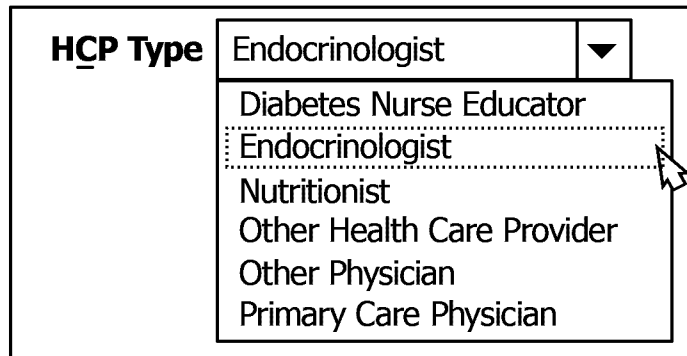 HCP Type Endocrinologist
Diabetes Nurse Educator
Endocrinologist
Nutritionist
Other Health Care Provider
Other Physician
Primary Care Physician